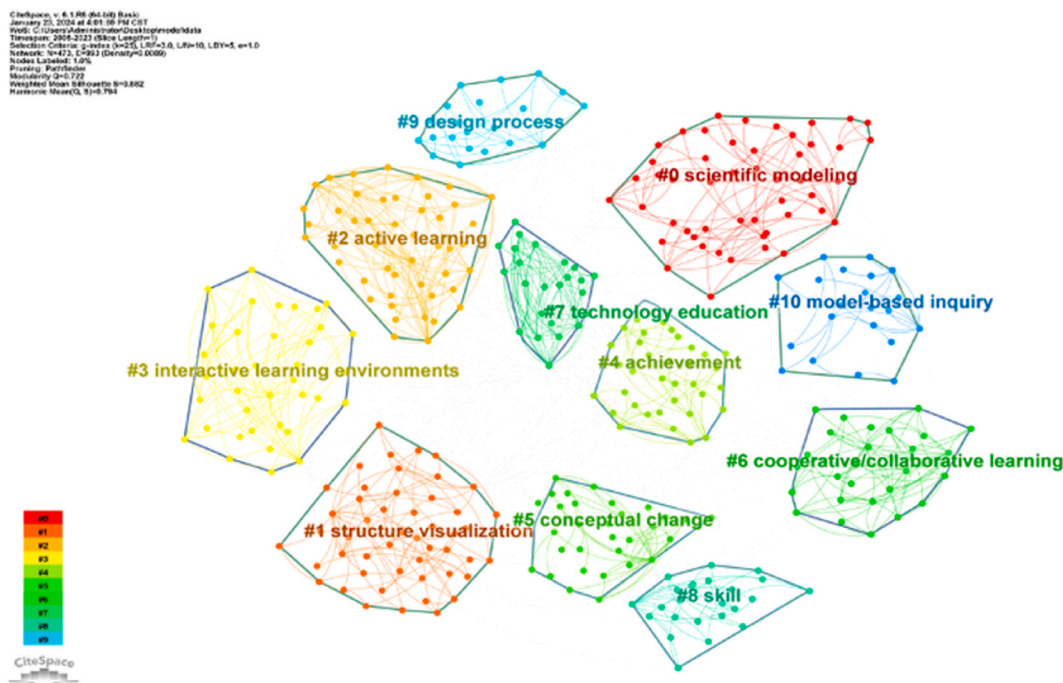 CiteSpace, v. 6.1.R6 (64-bit) Basic
January 23, 2024 at 4:01:59 PM CST
WoS: C:\Users\Administrator\Desktop\model\data
Timespan: 2005-2023 (Slice Length=1)
Selection Criteria: g-index (k=25), LRF=3.0, L/N=10, LBY=5, e=1.0
Network: N=473, E=993 (Density=0.0089)
Nodes Labeled: 1.0%
Pruning: Pathfinder
Modularity Q=0.722
Weighted Mean Silhouette S=0.882
Harmonic Mean(Q, S)=0.794
#9 design process
#0 scientific modeling
#2 active learning
#10 model-based inquiry
#7 technology education
#4 achievement
#3 interactive learning environments
#6 cooperative/collaborative learning
#5 conceptual change
#1 structure visualization
#8 skill
#0
#1
#2
#3
#4
#5
#6
#7
#8
#9
CiteSpace